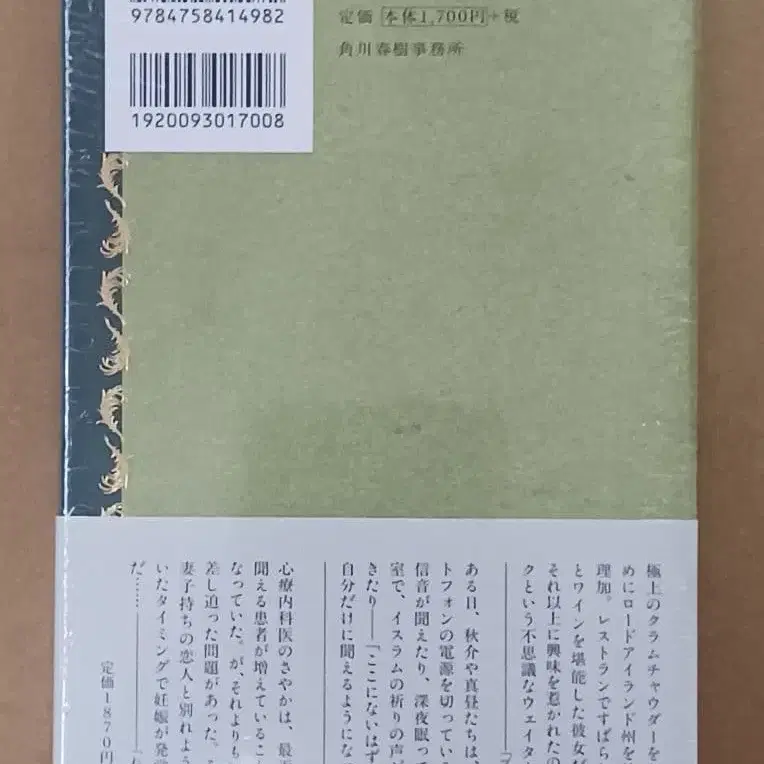 9784758414982
定価 本体1,700円+税
角川春樹事務所
1920093017008
極上のクラムチャウダーを
めにロードアイランド州を
理加。レストランですばら
とワインを堪能した彼女が
それ以上に興味を惹かれたの
クという不思議なウェイタ
ある日、秋介や真昼たちは、
トフォンの電源を切っている
信音が聞えたり、深夜眠って
室で、イスラムの祈りの声が
きたり──「ここにないはず
自分だけに聞えるようにな
心療内科医のさやかは、最
聞える患者が増えているこ
なっていた。が、それよりも
差し迫った問題があった。
妻子持ちの恋人と別れよう
いたタイミングで妊娠が発
だ……
定価1870円